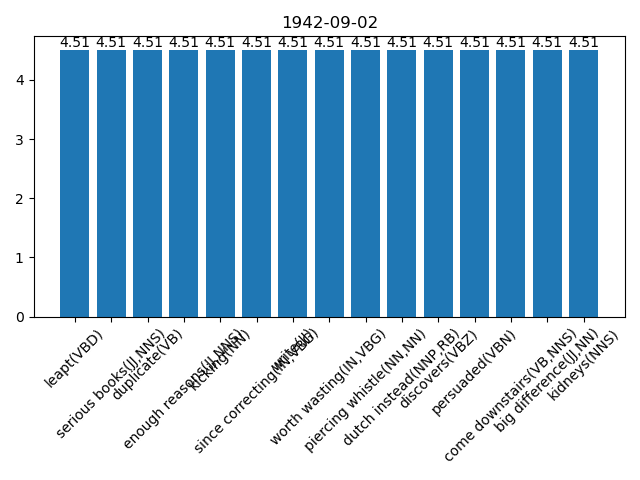 1942-09-02
4.51 4.51 4.51 4.51 4.51 4.51 4.51 4.51 4.51 4.51 4.51 4.51 4.51 4.51 4.51
4
3
2
1
0
leapt(VBD)
serious books(JJ,NNS)
duplicate(VB)
enough reasons(JJ,NNS)
since correcting(IN,VBG)
worth wasting(IN,VBG)
piercing whistle(NN,NN)
dutch instead(NNP,RB)
discovers(VBZ)
persuaded(VBN)
come downstairs(VB,NNS)
big difference(JJ,NN)
kidneys(NNS)